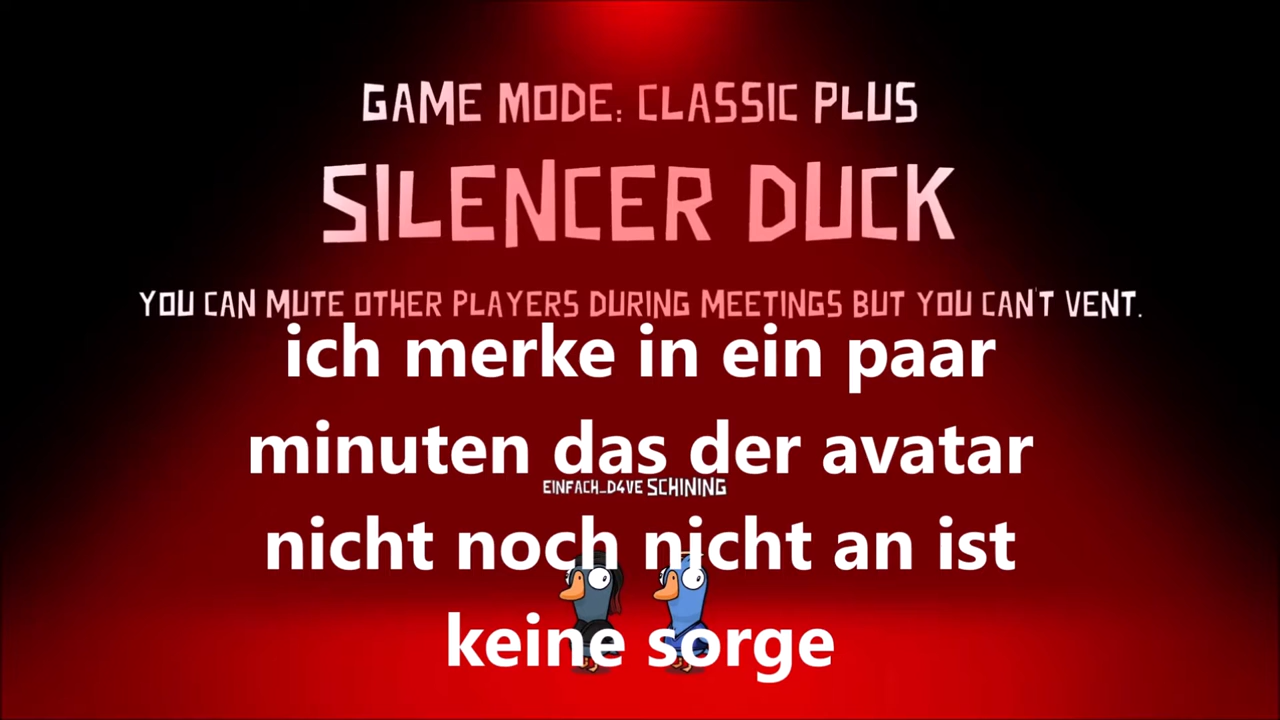 GAME MODE: CLASSIC PLUS
SILENCER DUCK
YOU CAN MUTE OTHER PLAYERS DURING MEETINGS BUT YOU CAN'T VENT.
ich merke in ein paar
minuten das der avatar
EINFACH_D4VE SCHINING
nicht noch nicht an ist
keine sorge